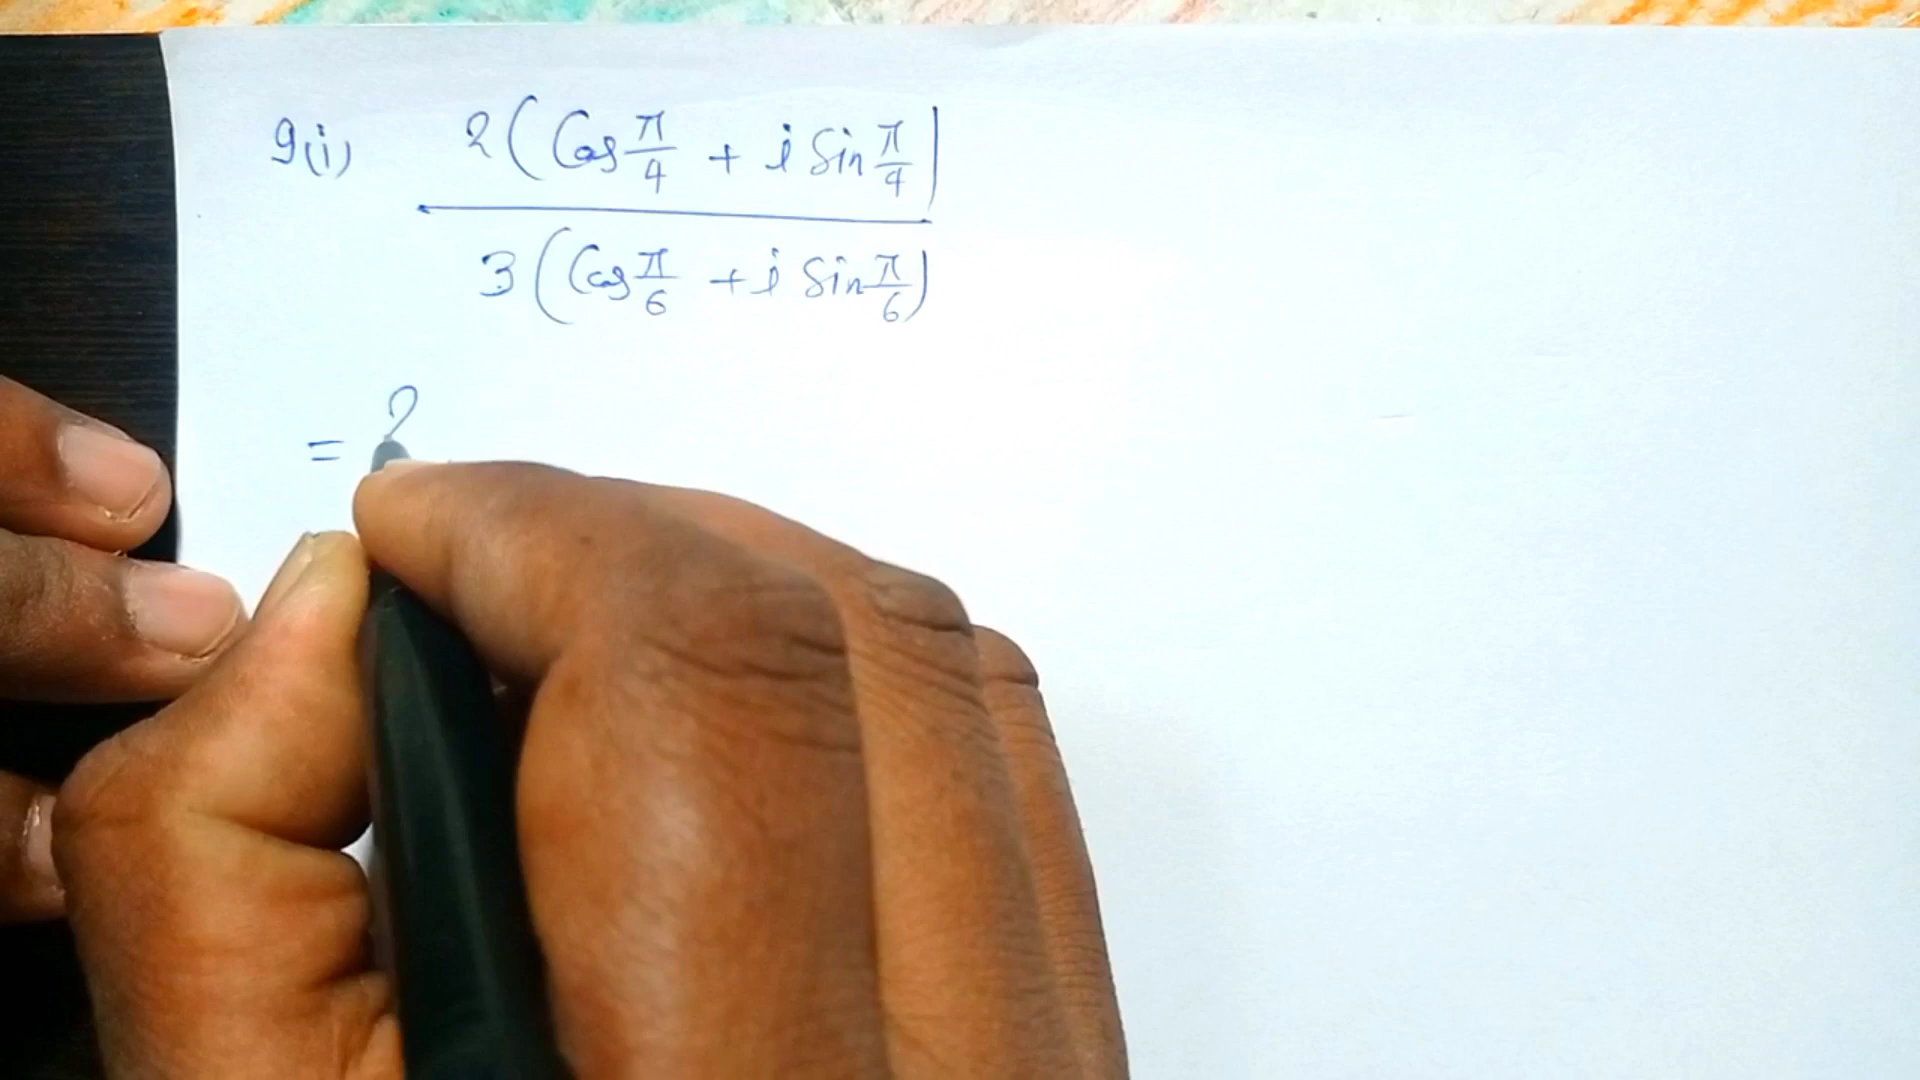 9(i) 2(Cos π/4 + i Sin π/4)
3(Cos π/6 + i Sin π/6)
= 2